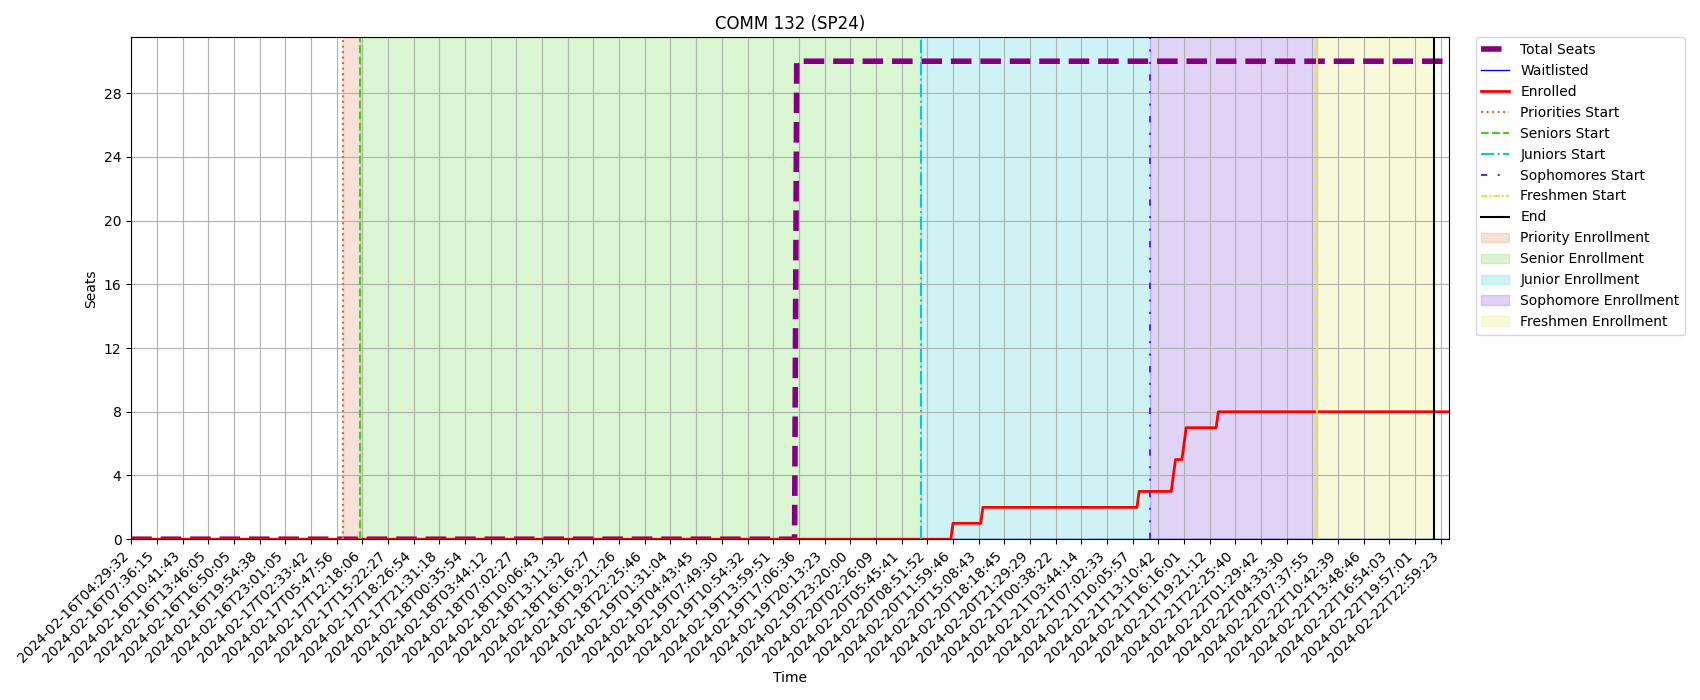 COMM 132 (SP24)
Seats
28
24
20
16
12
8
4
0
2024-02-16T04:29:32
2024-02-16T07:36:15
2024-02-16T10:41:43
2024-02-16T13:46:05
2024-02-16T16:50:05
2024-02-16T19:54:38
2024-02-16T23:01:05
2024-02-17T02:33:42
2024-02-17T05:47:56
2024-02-17T12:18:06
2024-02-17T15:22:27
2024-02-17T18:26:54
2024-02-17T21:31:18
2024-02-18T00:35:54
2024-02-18T03:44:12
2024-02-18T07:02:27
2024-02-18T10:06:43
2024-02-18T13:11:32
2024-02-18T16:16:27
2024-02-18T19:21:26
2024-02-18T22:25:46
2024-02-19T01:31:04
2024-02-19T04:43:45
2024-02-19T07:49:30
2024-02-19T10:54:32
2024-02-19T13:59:51
2024-02-19T17:06:36
2024-02-19T20:13:23
2024-02-19T23:20:00
2024-02-20T02:26:09
2024-02-20T05:45:41
2024-02-20T08:51:52
2024-02-20T11:59:46
2024-02-20T15:08:43
2024-02-20T18:18:45
2024-02-20T21:29:29
2024-02-21T00:38:22
2024-02-21T03:44:14
2024-02-21T07:02:33
2024-02-21T10:05:57
2024-02-21T13:10:42
2024-02-21T16:16:01
2024-02-21T19:21:12
2024-02-21T22:25:40
2024-02-22T01:29:42
2024-02-22T04:33:30
2024-02-22T07:37:55
2024-02-22T10:42:39
2024-02-22T13:48:46
2024-02-22T16:54:03
2024-02-22T19:57:01
2024-02-22T22:59:23
Time
Total Seats
Waitlisted
Enrolled
Priorities Start
Seniors Start
Juniors Start
Sophomores Start
Freshmen Start
End
Priority Enrollment
Senior Enrollment
Junior Enrollment
Sophomore Enrollment
Freshmen Enrollment